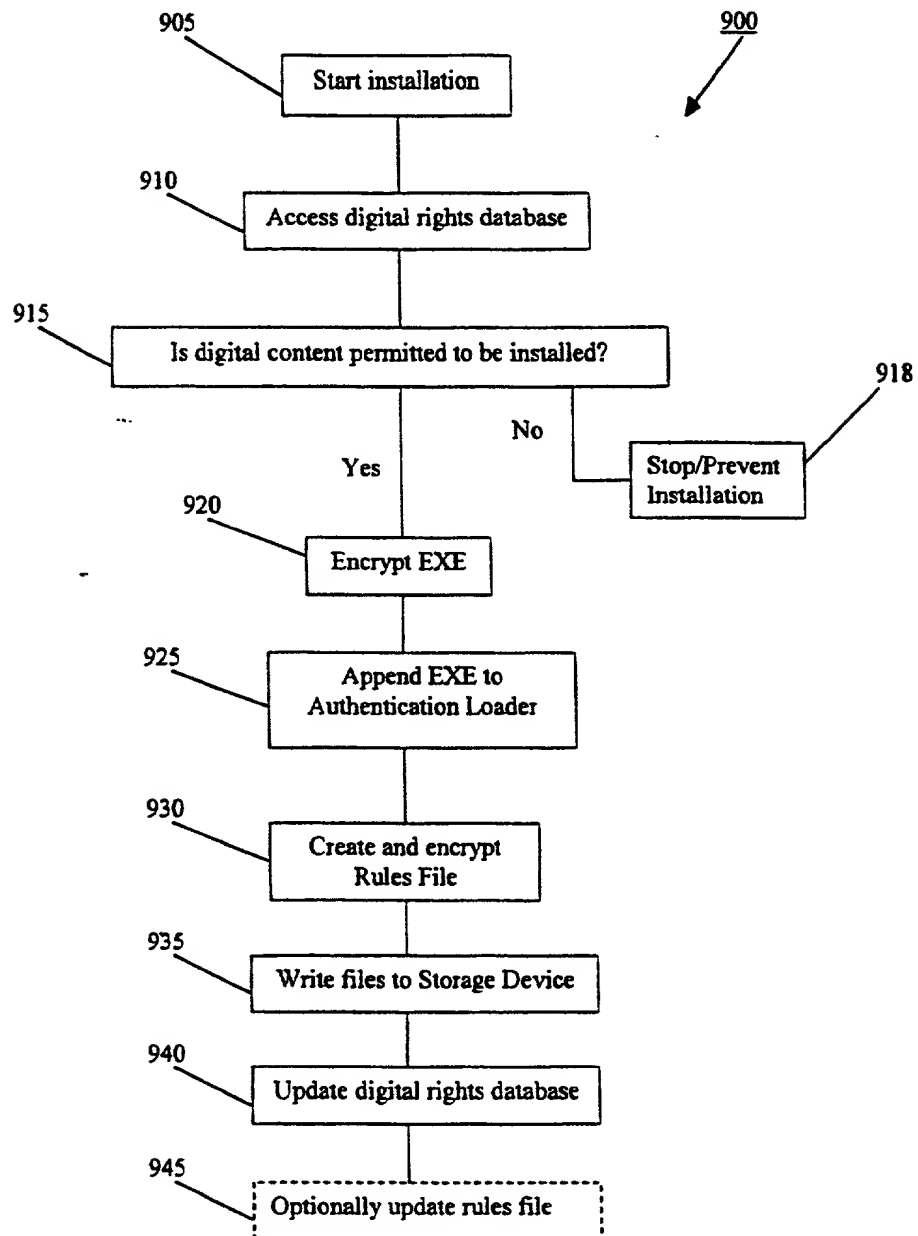 905
900
Start installation
910
Access digital rights database
915
Is digital content permitted to be installed?
918
No
Stop/Prevent
Installation
Yes
920
Encrypt EXE
925
Append EXE to
Authentication Loader
930
Create and encrypt
Rules File
935
Write files to Storage Device
940
Update digital rights database
945
Optionally update rules file